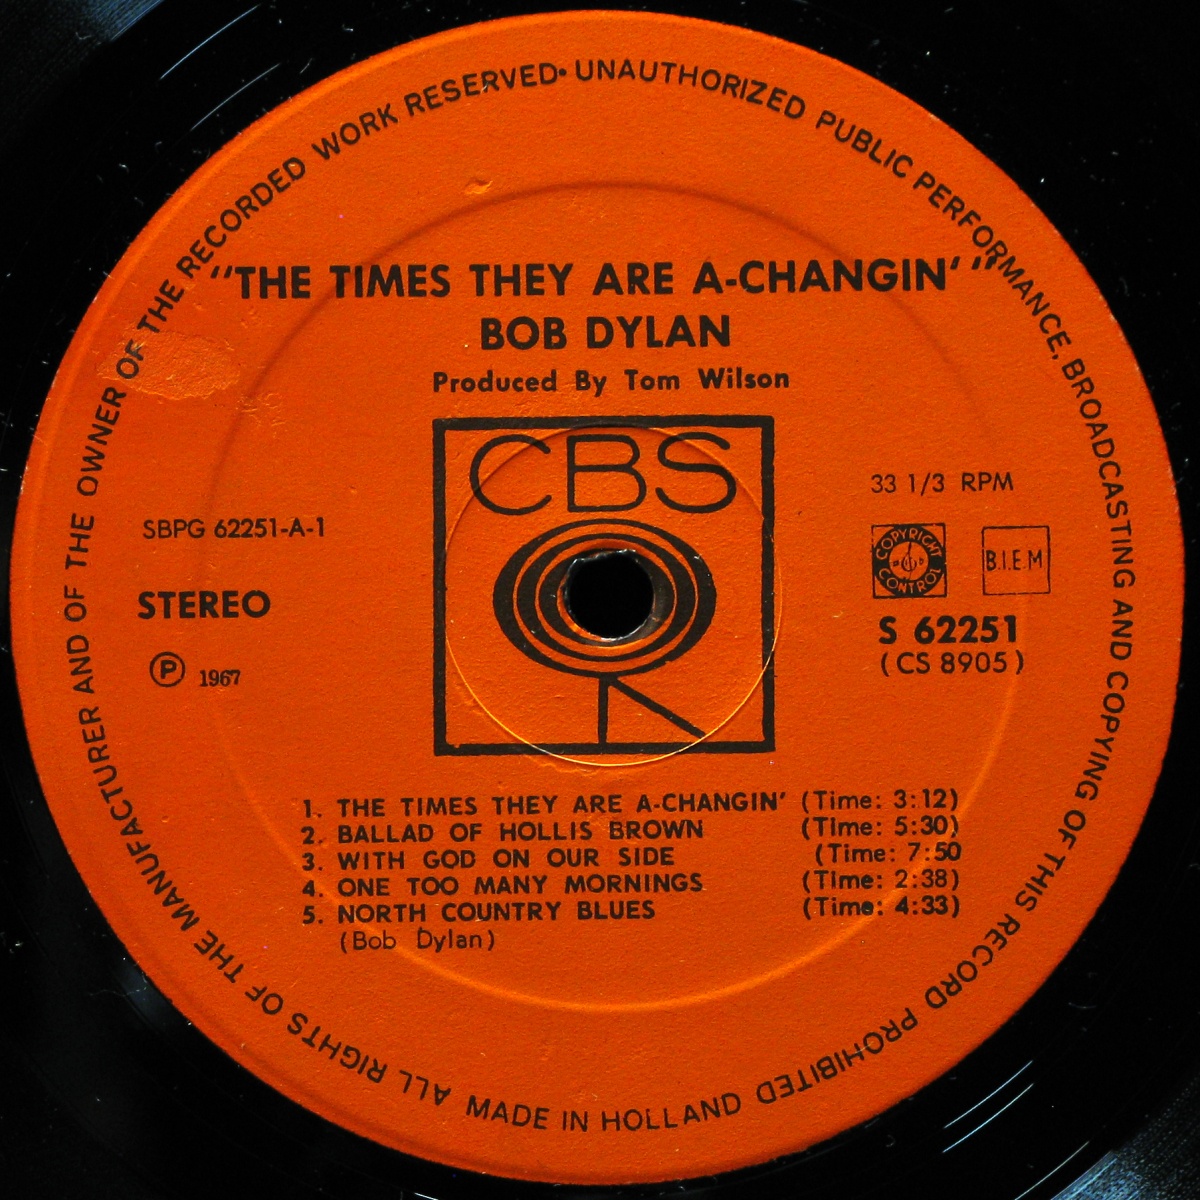 ALL RIGHTS OF THE MANUFACTURER AND OF THE OWNER OF THE RECORDED WORK RESERVED• UNAUTHORIZED PUBLIC PERFORMANCE, BROADCASTING AND COPYING OF THIS RECORD PROHIBITED
"THE TIMES THEY ARE A-CHANGIN' "
BOB DYLAN
Produced By Tom Wilson
CBS
33 1/3 RPM
SBPG 62251-A-1
COPYRIGHT CONTROL
B.I.E.M
STEREO
S 62251
(CS 8905)
Ⓟ 1967
1. THE TIMES THEY ARE A-CHANGIN' (Time: 3:12)
2. BALLAD OF HOLLIS BROWN (Time: 5:30)
3. WITH GOD ON OUR SIDE (Time: 7:50
4. ONE TOO MANY MORNINGS (Time: 2:38)
5. NORTH COUNTRY BLUES (Time: 4:33)
(Bob Dylan)
MADE IN HOLLAND